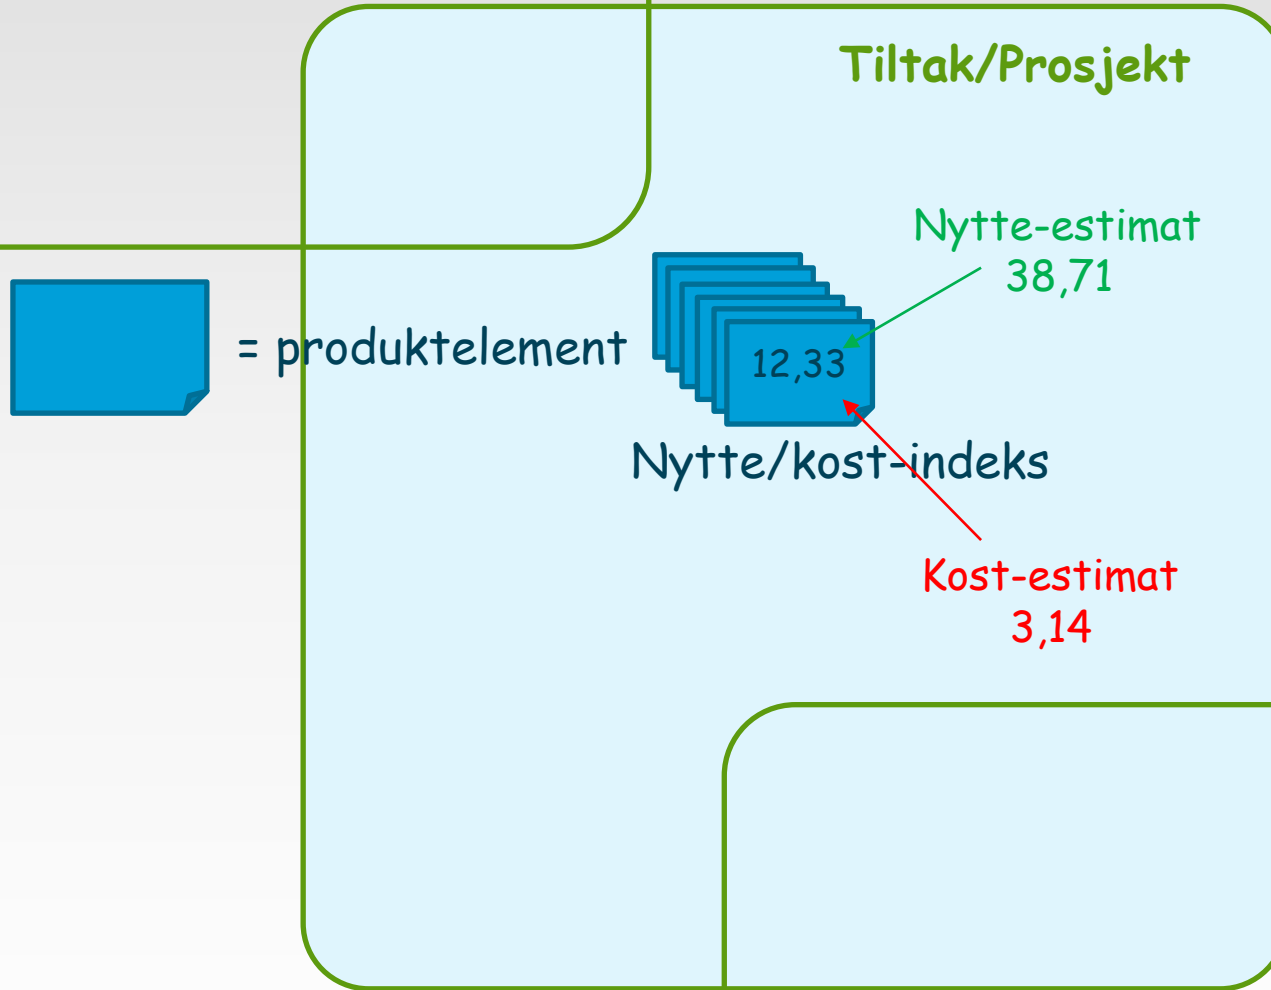 Tiltak/Prosjekt
Nytte-estimat
38,71
= produktelement
12,33
Nytte/kost-indeks
Kost-estimat
3,14